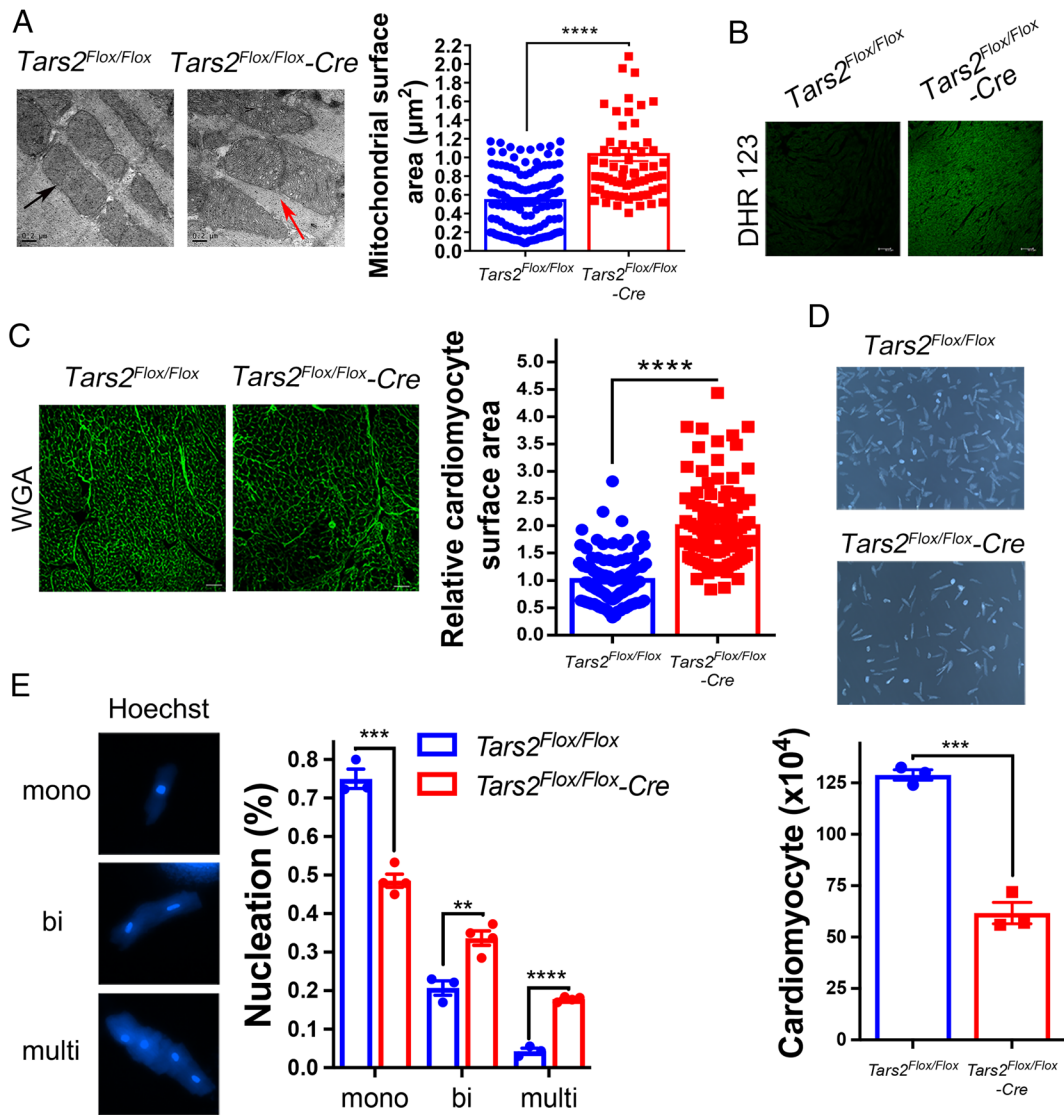 A
Tars2Flox/Flox
Tars2Flox/Flox-Cre
0.2 μm
0.2 μm
Mitochondrial surface
area (μm2)
2.2
2.0
1.8
1.6
1.4
1.2
1.0
0.8
0.6
0.4
0.2
0.0
****
Tars2Flox/Flox
Tars2Flox/Flox
-Cre
B
Tars2Flox/Flox
Tars2Flox/Flox
-Cre
DHR 123
C
Tars2Flox/Flox
Tars2Flox/Flox-Cre
WGA
Relative cardiomyocyte
surface area
5.0
4.5
4.0
3.5
3.0
2.5
2.0
1.5
1.0
0.5
0.0
****
Tars2Flox/Flox
Tars2Flox/Flox
-Cre
D
Tars2Flox/Flox
Tars2Flox/Flox-Cre
Cardiomyocyte (x104)
125
75
50
25
0
***
Tars2Flox/Flox
Tars2Flox/Flox
-Cre
E
Hoechst
mono
bi
multi
Nucleation (%)
0.8
0.7
0.5
0.4
0.3
0.2
0.1
0.0
***
**
****
mono
bi
multi
Tars2Flox/Flox
Tars2Flox/Flox-Cre